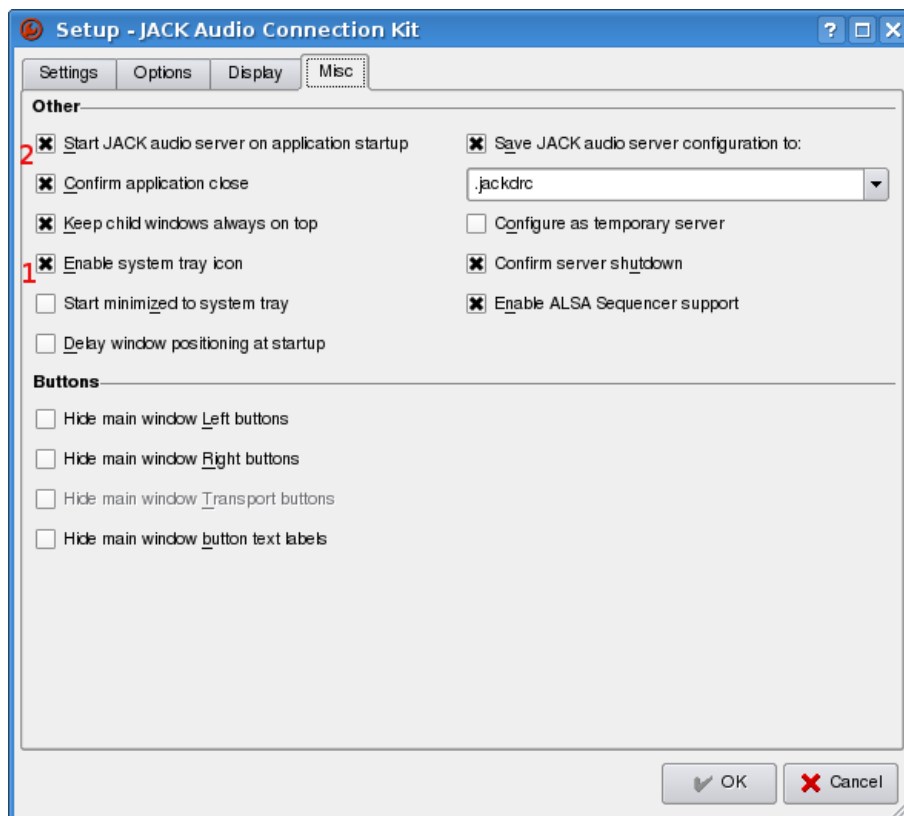 Setup - JACK Audio Connection Kit
?
Settings Options Display Misc
Other
2
Start JACK audio server on application startup
Confirm application close
Keep child windows always on top
1
Enable system tray icon
Start minimized to system tray
Delay window positioning at startup
Save JACK audio server configuration to:
.jackdrc
Configure as temporary server
Confirm server shutdown
Enable ALSA Sequencer support
Buttons
Hide main window Left buttons
Hide main window Right buttons
Hide main window Transport buttons
Hide main window button text labels
OK Cancel